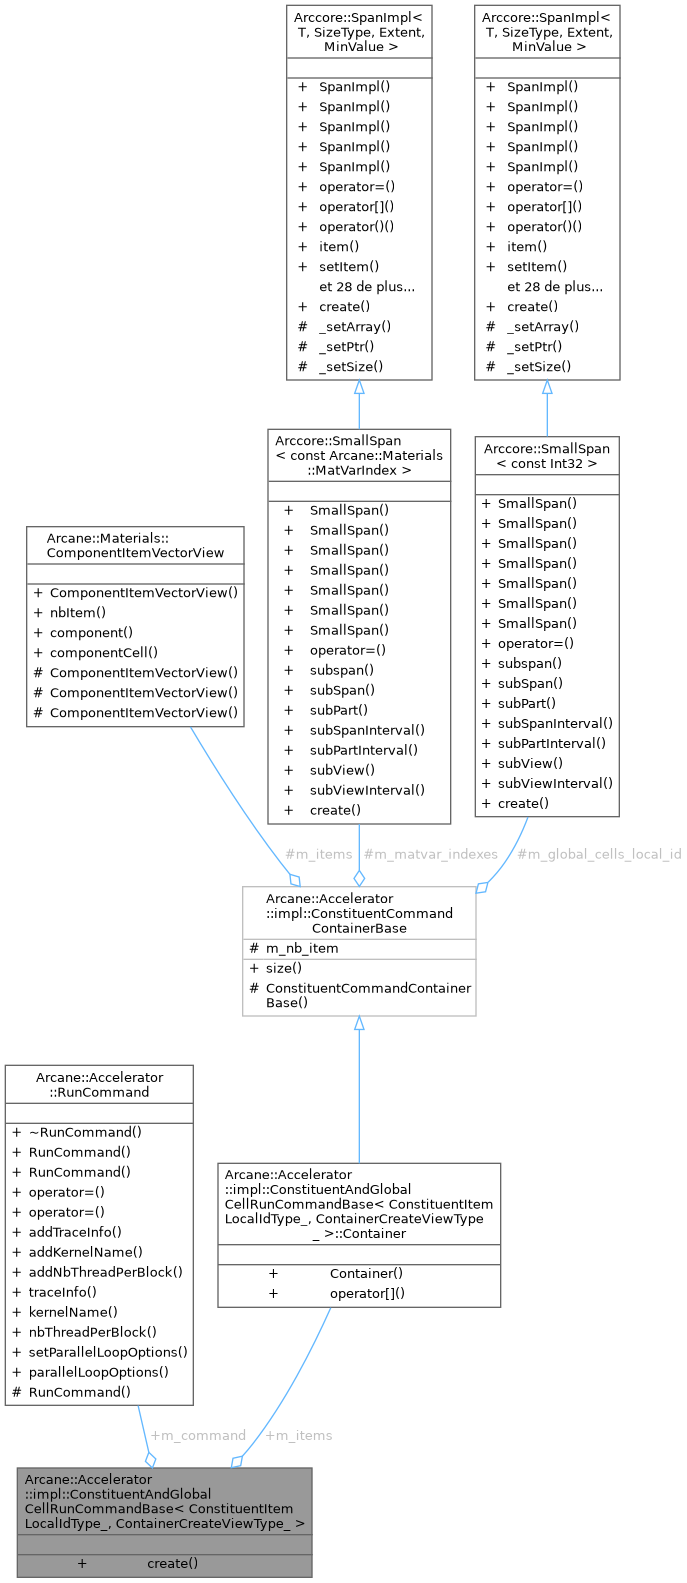 Arccore::SpanImpl<
T, SizeType, Extent,
MinValue >
+ SpanImpl()
+ SpanImpl()
+ SpanImpl()
+ SpanImpl()
+ SpanImpl()
+ operator=()
+ operator[]()
+ operator()()
+ item()
+ setItem()
et 28 de plus...
+ create()
# _setArray()
# _setPtr()
# _setSize()
Arccore::SpanImpl<
T, SizeType, Extent,
MinValue >
+ SpanImpl()
+ SpanImpl()
+ SpanImpl()
+ SpanImpl()
+ SpanImpl()
+ operator=()
+ operator[]()
+ operator()()
+ item()
+ setItem()
et 28 de plus...
+ create()
# _setArray()
# _setPtr()
# _setSize()
Arccore::SmallSpan
< const Arcane::Materials
::MatVarIndex >
+ SmallSpan()
+ SmallSpan()
+ SmallSpan()
+ SmallSpan()
+ SmallSpan()
+ SmallSpan()
+ SmallSpan()
+ operator=()
+ subspan()
+ subSpan()
+ subPart()
+ subSpanInterval()
+ subPartInterval()
+ subView()
+ subViewInterval()
+ create()
Arccore::SmallSpan
< const Int32 >
+ SmallSpan()
+ SmallSpan()
+ SmallSpan()
+ SmallSpan()
+ SmallSpan()
+ SmallSpan()
+ SmallSpan()
+ operator=()
+ subspan()
+ subSpan()
+ subPart()
+ subSpanInterval()
+ subPartInterval()
+ subView()
+ subViewInterval()
+ create()
Arcane::Materials::
ComponentItemVectorView
+ ComponentItemVectorView()
+ nbItem()
+ component()
+ componentCell()
# ComponentItemVectorView()
# ComponentItemVectorView()
# ComponentItemVectorView()
#m_items
#m_matvar_indexes
#m_global_cells_local_id
Arcane::Accelerator
::impl::ConstituentCommand
ContainerBase
# m_nb_item
+ size()
# ConstituentCommandContainer
Base()
Arcane::Accelerator
::RunCommand
+ ~RunCommand()
+ RunCommand()
+ RunCommand()
+ operator=()
+ operator=()
+ addTraceInfo()
+ addKernelName()
+ addNbThreadPerBlock()
+ traceInfo()
+ kernelName()
+ nbThreadPerBlock()
+ setParallelLoopOptions()
+ parallelLoopOptions()
# RunCommand()
Arcane::Accelerator
::impl::ConstituentAndGlobal
CellRunCommandBase< ConstituentItem
LocalIdType_, ContainerCreateViewType
_ >::Container
+ Container()
+ operator[]()
+m_command
+m_items
Arcane::Accelerator
::impl::ConstituentAndGlobal
CellRunCommandBase< ConstituentItem
LocalIdType_, ContainerCreateViewType_ >
+ create()